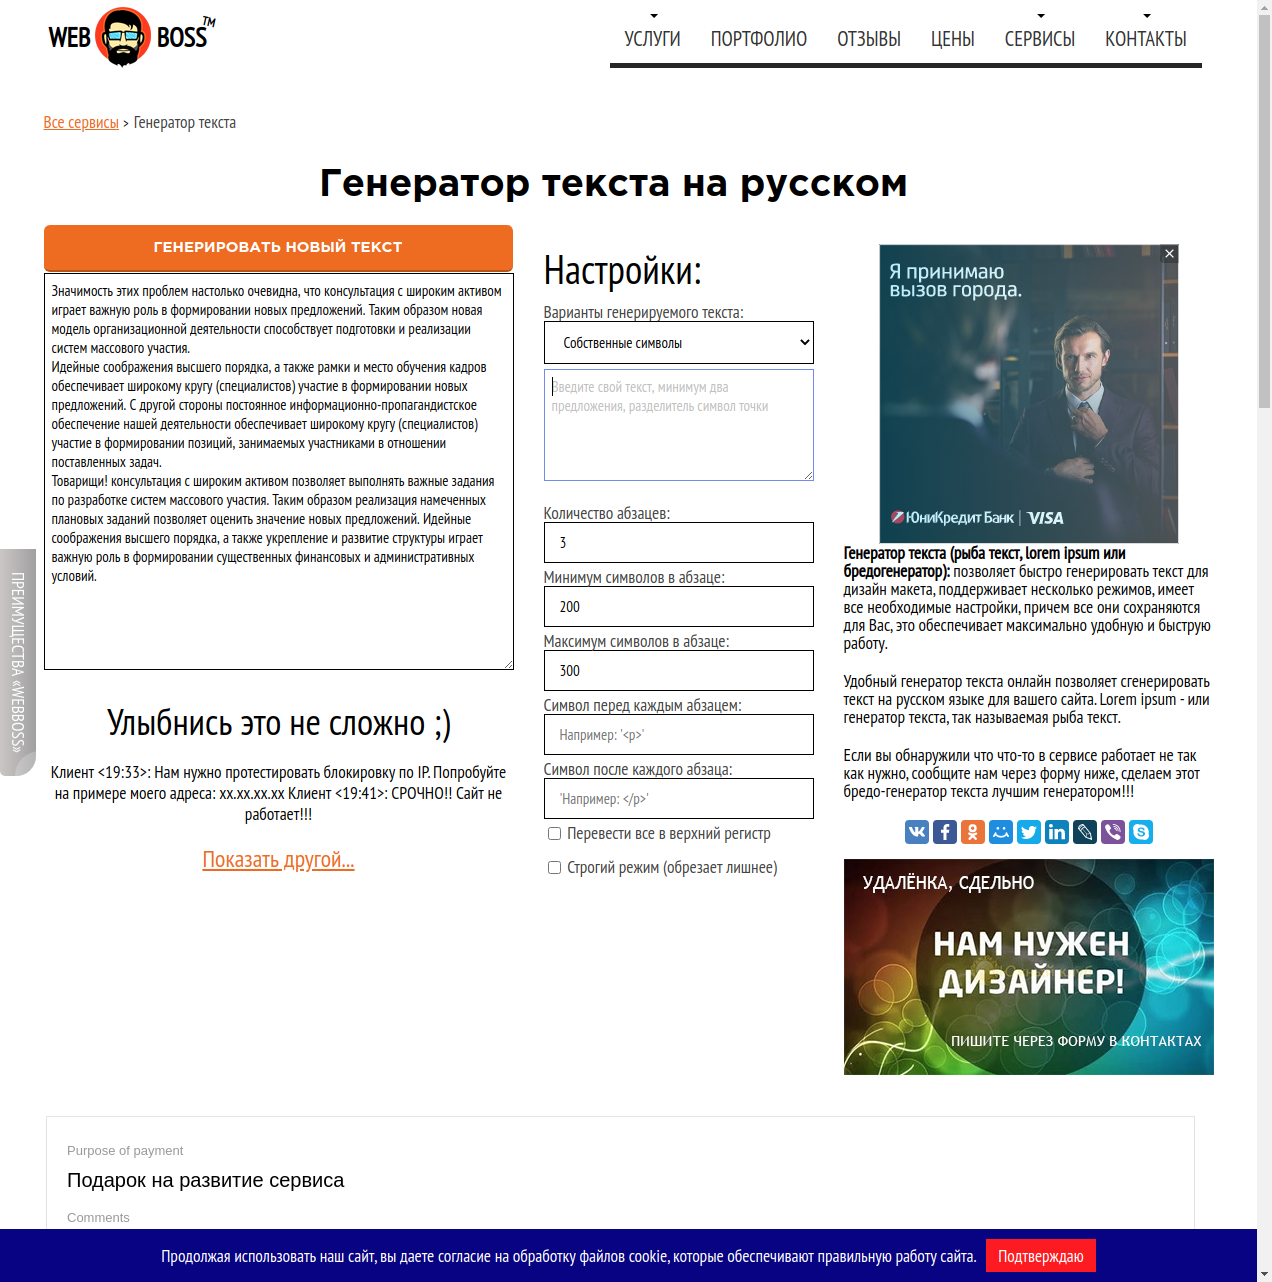 WEB BOSS™
УСЛУГИ ПОРТФОЛИО ОТЗЫВЫ ЦЕНЫ СЕРВИСЫ КОНТАКТЫ
Все сервисы > Генератор текста
Генератор текста на русском
ГЕНЕРИРОВАТЬ НОВЫЙ ТЕКСТ
Значимость этих проблем настолько очевидна, что консультация с широким активом
играет важную роль в формировании новых предложений. Таким образом новая
модель организационной деятельности способствует подготовки и реализации
систем массового участия.
Идейные соображения высшего порядка, а также рамки и место обучения кадров
обеспечивает широкому кругу (специалистов) участие в формировании новых
предложений. С другой стороны постоянное информационно-пропагандистское
обеспечение нашей деятельности обеспечивает широкому кругу (специалистов)
участие в формировании позиций, занимаемых участниками в отношении
поставленных задач.
Товарищи! консультация с широким активом позволяет выполнять важные задания
по разработке систем массового участия. Таким образом реализация намеченных
плановых заданий позволяет оценить значение новых предложений. Идейные
соображения высшего порядка, а также укрепление и развитие структуры играет
важную роль в формировании существенных финансовых и административных
условий.
ПРЕИМУЩЕСТВА «WEBBOSS»
Улыбнись это не сложно ;)
Клиент <19:33>: Нам нужно протестировать блокировку по IP. Попробуйте
на примере моего адреса: xx.xx.xx.xx Клиент <19:41>: СРОЧНО!! Сайт не
работает!!!
Показать другой...
Настройки:
Варианты генерируемого текста:
Собственные символы
Введите свой текст, минимум два
предложения, разделитель символ точки
Количество абзацев:
3
Минимум символов в абзаце:
200
Максимум символов в абзаце:
300
Символ перед каждым абзацем:
Например: '<p>'
Символ после каждого абзаца:
'Например: </p>'
Перевести все в верхний регистр
Строгий режим (обрезает лишнее)
Я принимаю
вызов города.
ЮниКредит Банк | VISA
Генератор текста (рыба текст, lorem ipsum или
бредогенератор): позволяет быстро генерировать текст для
дизайн макета, поддерживает несколько режимов, имеет
все необходимые настройки, причем все они сохраняются
для Вас, это обеспечивает максимально удобную и быструю
работу.
Удобный генератор текста онлайн позволяет сгенерировать
текст на русском языке для вашего сайта. Lorem ipsum - или
генератор текста, так называемая рыба текст.
Если вы обнаружили что что-то в сервисе работает не так
как нужно, сообщите нам через форму ниже, сделаем этот
бредо-генератор текста лучшим генератором!!!
УДАЛЁНКА, СДЕЛЬНО
НАМ НУЖЕН
ДИЗАЙНЕР!
ПИШИТЕ ЧЕРЕЗ ФОРМУ В КОНТАКТАХ
Purpose of payment
Подарок на развитие сервиса
Comments
Продолжая использовать наш сайт, вы даете согласие на обработку файлов cookie, которые обеспечивают правильную работу сайта. Подтверждаю